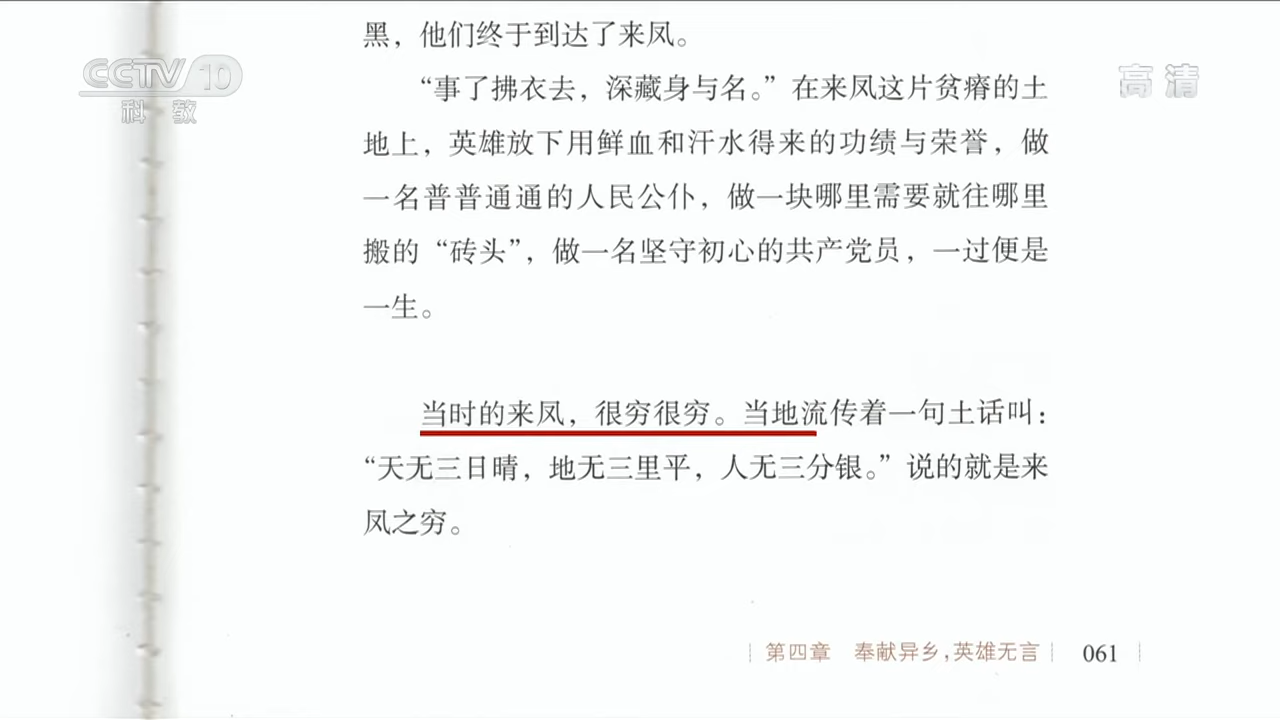 CCTV 10
科教
高清
黑，他们终于到达了来凤。
“事了拂衣去，深藏身与名。”在来凤这片贫瘠的土
地上，英雄放下用鲜血和汗水得来的功绩与荣誉，做
一名普普通通的人民公仆，做一块哪里需要就往哪里
搬的“砖头”，做一名坚守初心的共产党员，一过便是
一生。
当时的来凤，很穷很穷。当地流传着一句土话叫：
“天无三日晴，地无三里平，人无三分银。”说的就是来
凤之穷。
第四章 奉献异乡，英雄无言 061